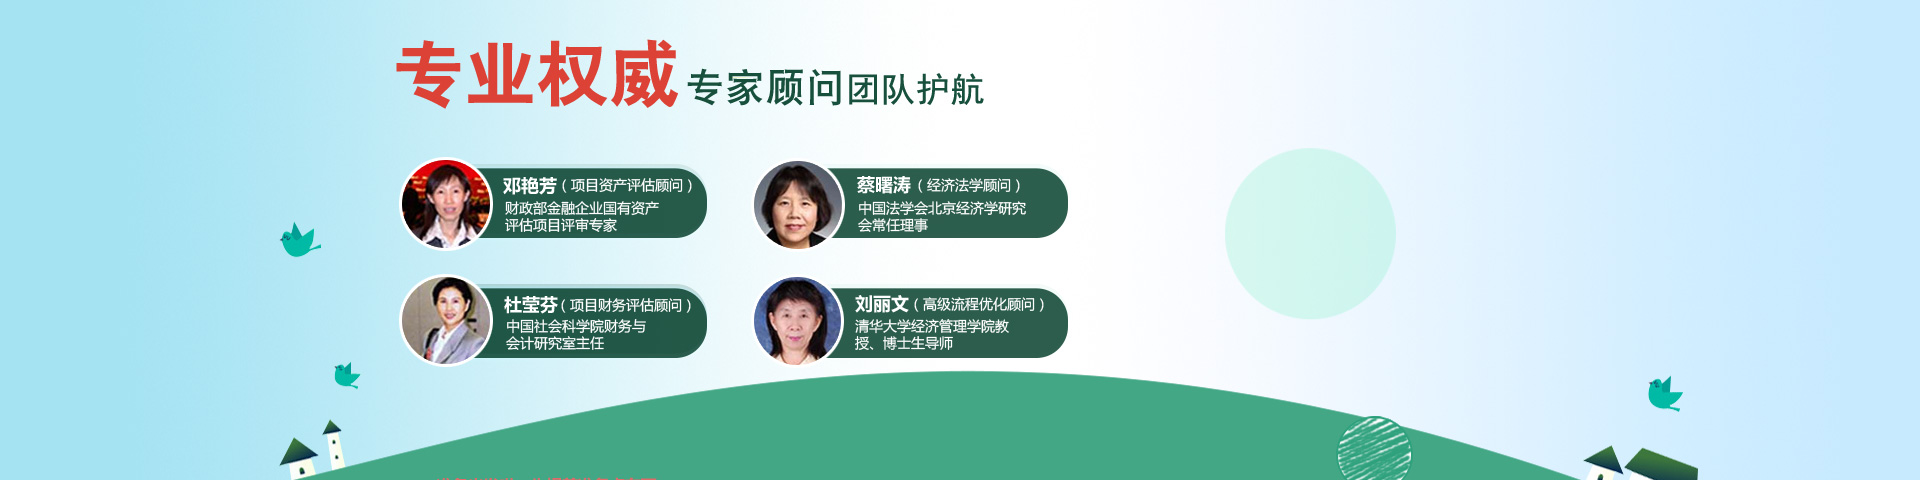 专业权威 专家顾问团队护航
邓艳芳（项目资产评估顾问）
财政部金融企业国有资产
评估项目评审专家
蔡曙涛（经济法学顾问）
中国法学会北京经济学研究
会常任理事
杜莹芬（项目财务评估顾问）
中国社会科学院财务与
会计研究室主任
刘丽文（高级流程优化顾问）
清华大学经济管理学院教
授、博士生导师